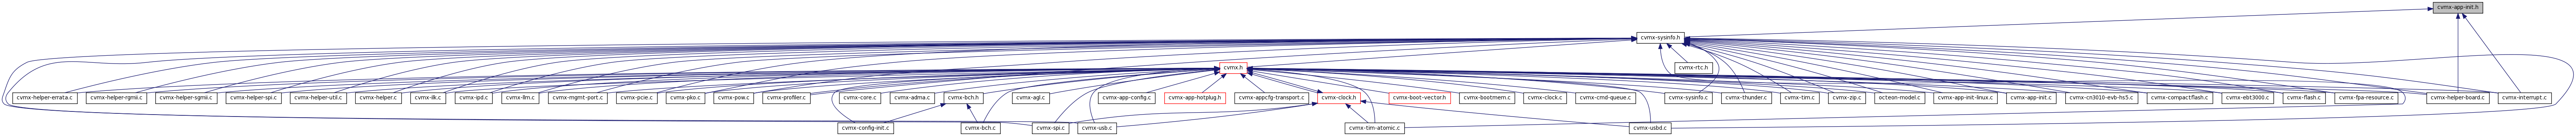 cvmx-app-init.h
cvmx-sysinfo.h
cvmx.h
cvmx-rtc.h
cvmx-helper-errata.c
cvmx-helper-rgmii.c
cvmx-helper-sgmii.c
cvmx-helper-spi.c
cvmx-helper-util.c
cvmx-helper.c
cvmx-ilk.c
cvmx-ipd.c
cvmx-llm.c
cvmx-mgmt-port.c
cvmx-pcie.c
cvmx-pko.c
cvmx-pow.c
cvmx-profiler.c
cvmx-core.c
cvmx-adma.c
cvmx-bch.h
cvmx-agl.c
cvmx-app-config.c
cvmx-app-hotplug.h
cvmx-appcfg-transport.c
cvmx-clock.h
cvmx-boot-vector.h
cvmx-bootmem.c
cvmx-clock.c
cvmx-cmd-queue.c
cvmx-sysinfo.c
cvmx-thunder.c
cvmx-tim.c
cvmx-zip.c
octeon-model.c
cvmx-app-init-linux.c
cvmx-app-init.c
cvmx-cn3010-evb-hs5.c
cvmx-compactflash.c
cvmx-ebt3000.c
cvmx-flash.c
cvmx-fpa-resource.c
cvmx-helper-board.c
cvmx-interrupt.c
cvmx-config-init.c
cvmx-bch.c
cvmx-spi.c
cvmx-usb.c
cvmx-tim-atomic.c
cvmx-usbd.c